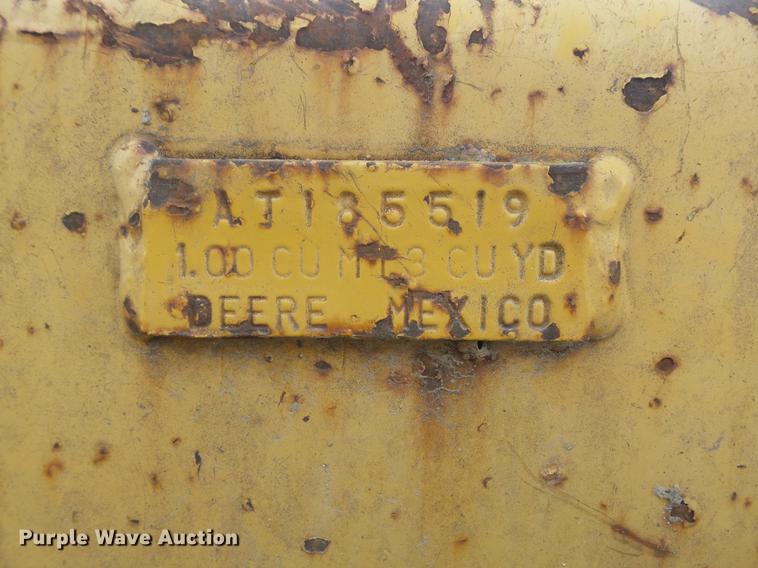 AT185519
1.00 CU M 1.3 CU YD
DEERE MEXICO
Purple Wave Auction